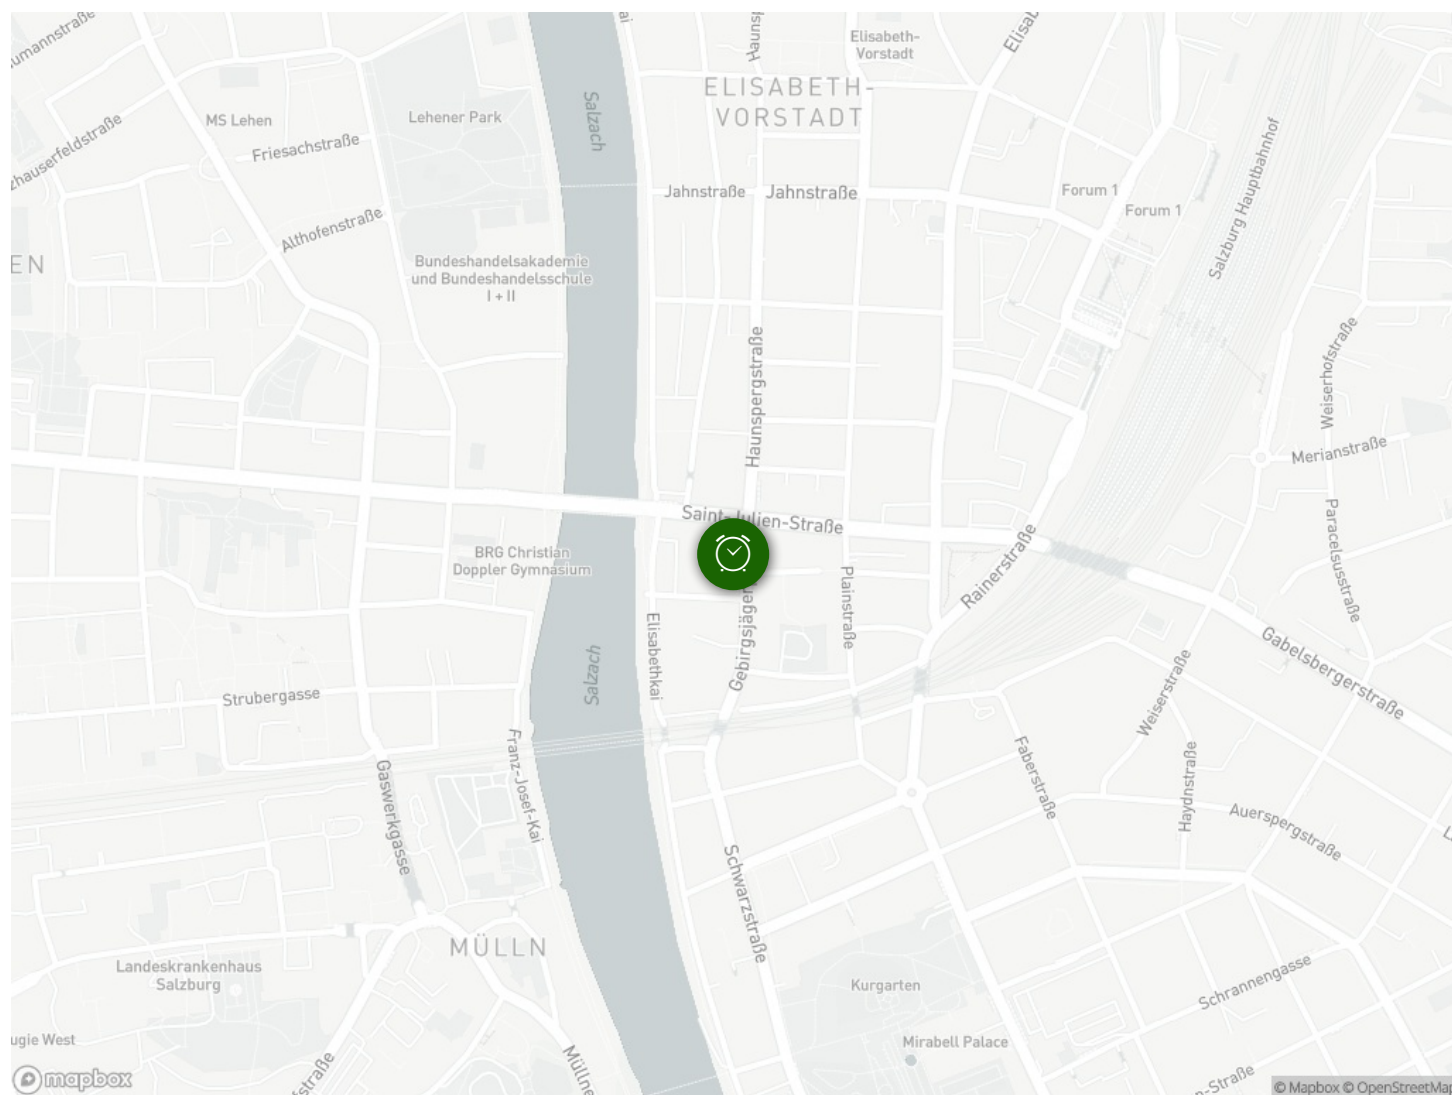 Elisabeth-
Vorstadt
ELISABETH-
VORSTADT
Salzach
MS Lehen
Lehener Park
Friesachstraße
Althofenstraße
Jahnstraße
Jahnstraße
Forum 1
Forum 1
Salzburg Hauptbahnhof
Bundeshandelsakademie
und Bundeshandelsschule
I + II
Haunspergstraße
Weiserhofstraße
Merianstraße
Saint-Julien-Straße
BRG Christian
Doppler Gymnasium
Rainerstraße
Paracelsusstraße
Plainstraße
Elisabethkai
Gebirgsjäger
Gabelsbergerstraße
Salzach
Strubergasse
Weiserstraße
Franz-Josef-Kai
Gaswerkgasse
Faberstraße
Haydnstraße
Auerspergstraße
Schwarzstraße
MÜLLN
Landeskrankenhaus
Salzburg
Kurgarten
Schrannengasse
Mirabell Palace
ugie West
mapbox
© Mapbox © OpenStreetMap